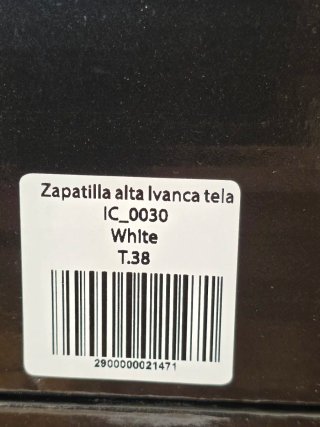 Zapatilla alta Ivanca tela
IC_0030
White
T.38
2900000021471